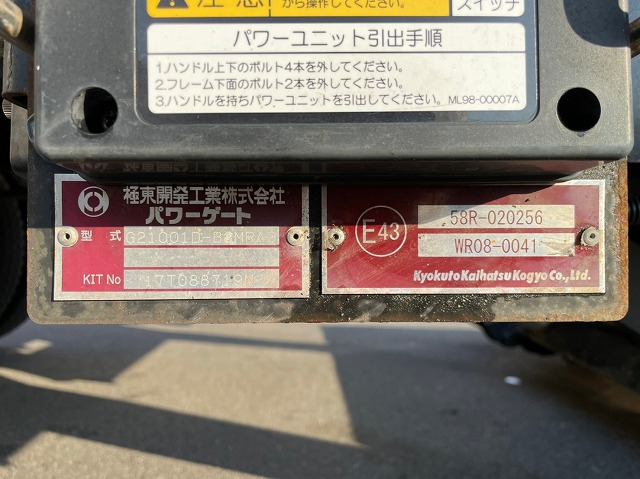 注意
から操作してください。
スイッチ
パワーユニット引出手順
1.ハンドル上下のボルト4本を外してください。
2.フレーム下面のボルト2本を外してください。
3.ハンドルを持ちパワーユニットを引出してください。
ML98-00007A
極東開発工業株式会社
パワーゲート
型 式
KIT No
E43
58R-020256
WR08-0041
Kyokuto Kaihatsu Kogyo Co., Ltd.